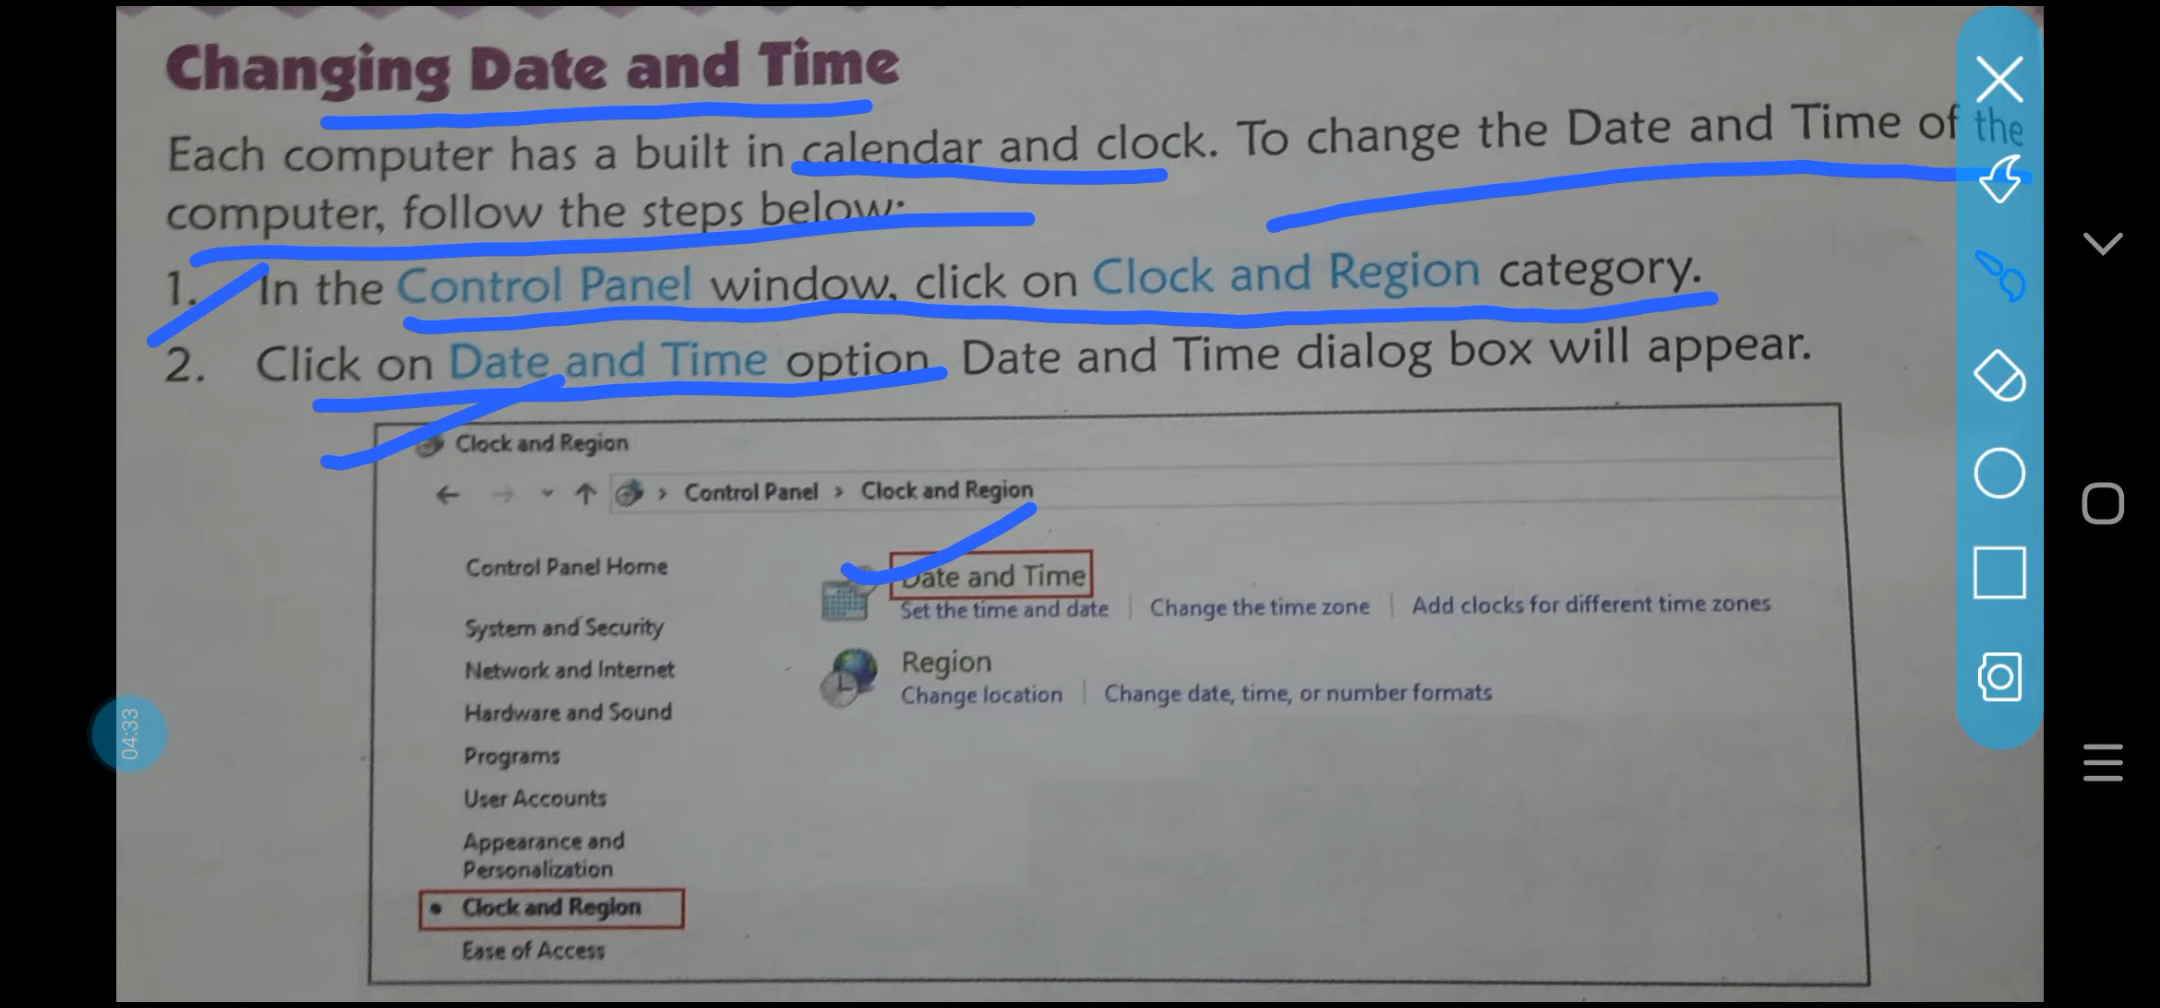 Changing Date and Time
Each computer has a built in calendar and clock. To change the Date and Time of the
computer, follow the steps below:
1. In the Control Panel window, click on Clock and Region category.
2. Click on Date and Time option. Date and Time dialog box will appear.
Clock and Region
Control Panel > Clock and Region
Control Panel Home
System and Security
Network and Internet
Hardware and Sound
Programs
User Accounts
Appearance and
Personalization
Clock and Region
Ease of Access
Date and Time
Set the time and date | Change the time zone | Add clocks for different time zones
Region
Change location | Change date, time, or number formats
04:33